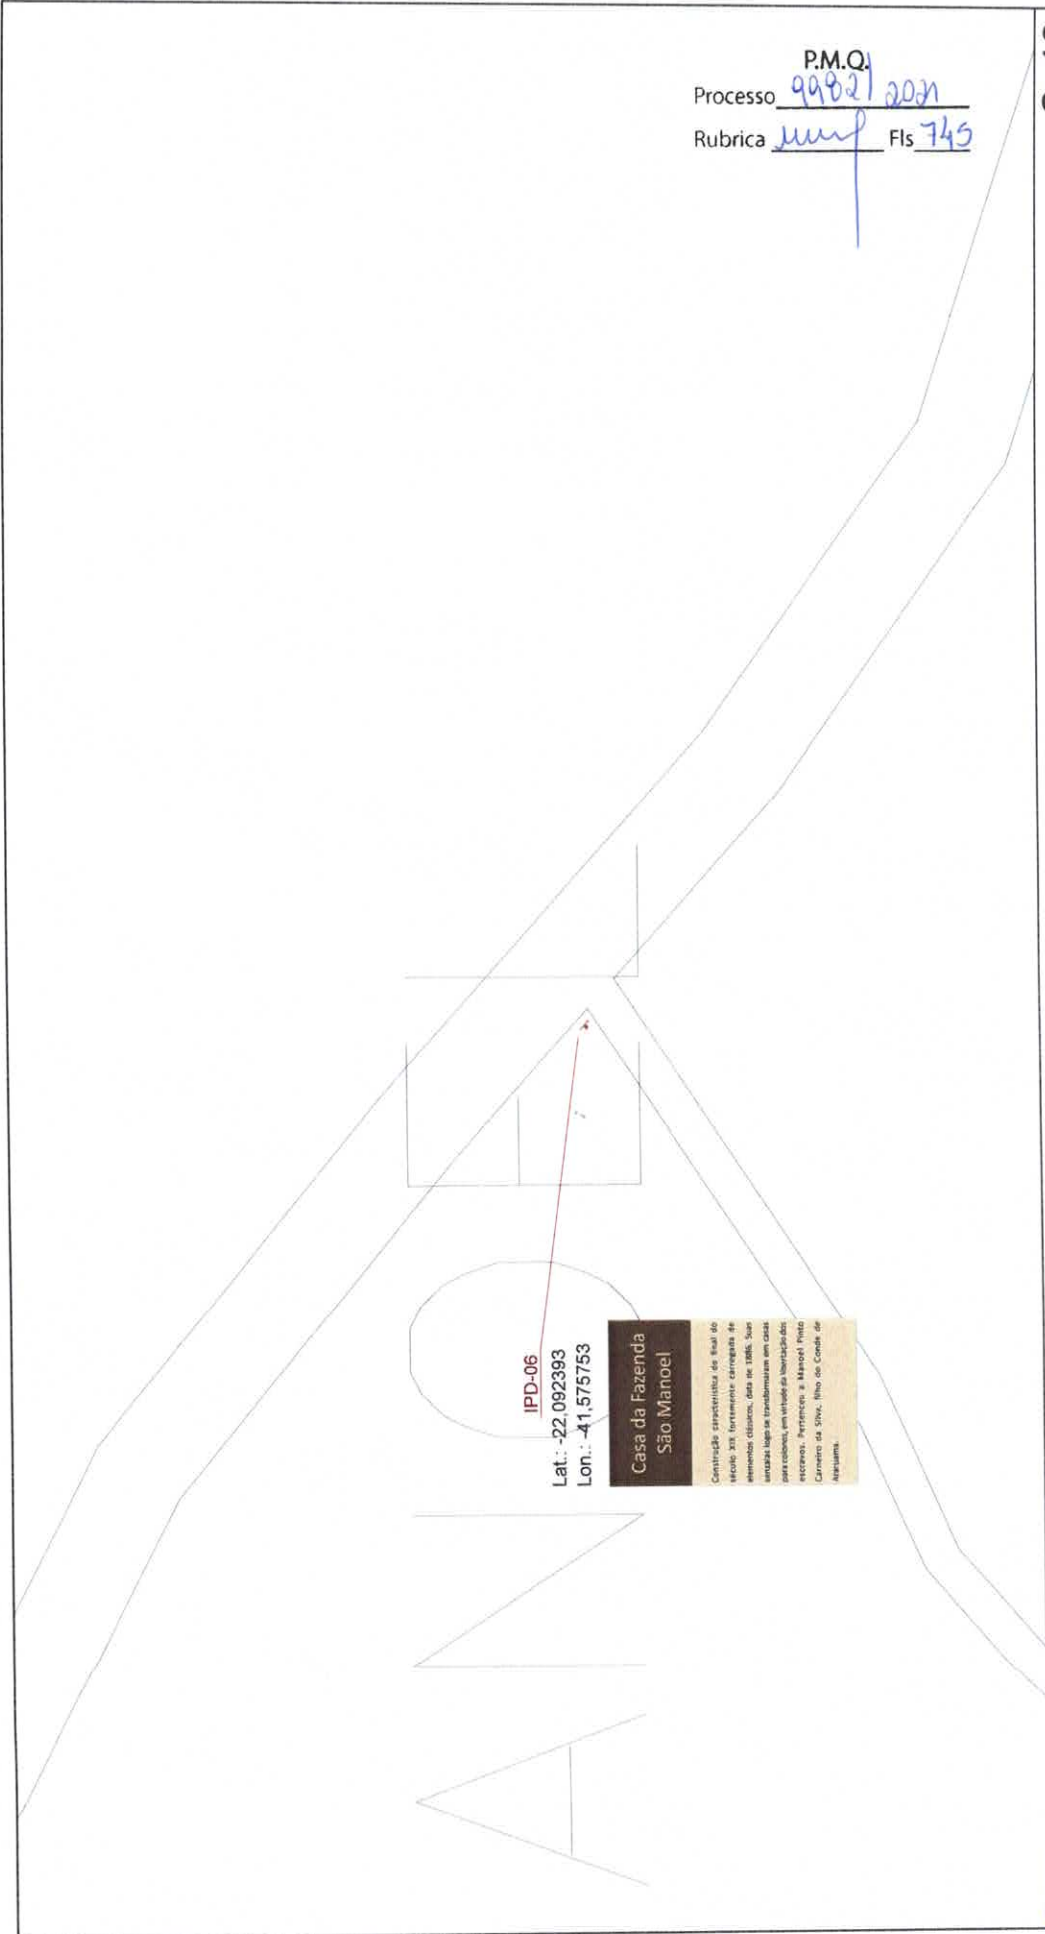 P.M.Q.
Processo 9982/2021
Rubrica Fls 745
IPD-06
Lat.: -22,092393
Lon.: -41,575753
Casa da Fazenda
São Manoel
Construção característica do final do
século XIX fortemente carregada de
elementos clássicos, data de 1886. Suas
senzalas logo se transformaram em casas
para colonos, em virtude da libertação dos
escravos. Pertenceu a Manoel Pinto
Carneiro da Silva, filho do Conde de
Araruama.
ANOEL